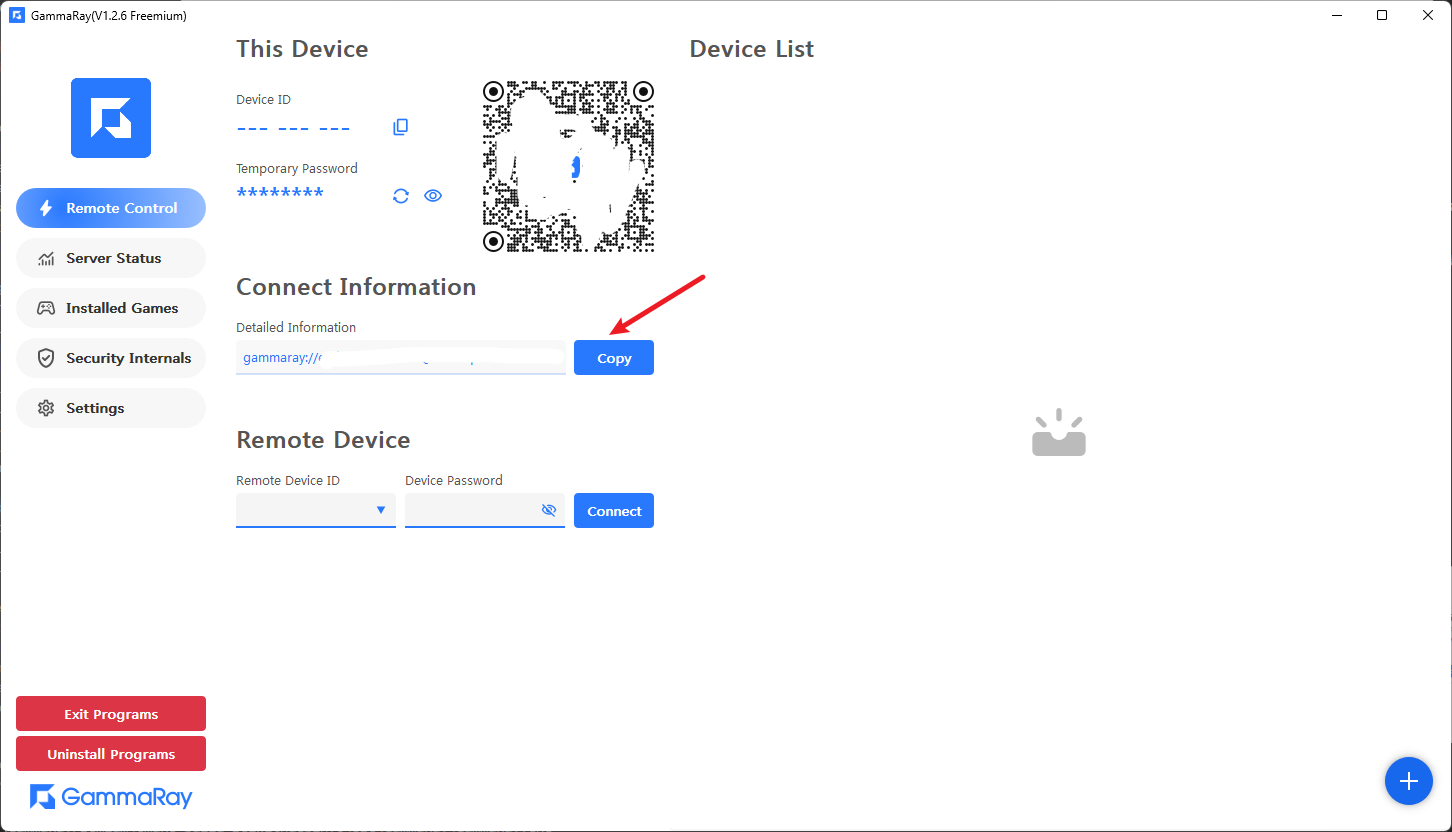 GammaRay(V1.2.6 Freemium)
Remote Control
Server Status
Installed Games
Security Internals
Settings
Exit Programs
Uninstall Programs
GammaRay
This Device
Device ID
--- --- ---
Temporary Password
********
Connect Information
Detailed Information
gammaray://
Copy
Remote Device
Remote Device ID
Device Password
Connect
Device List